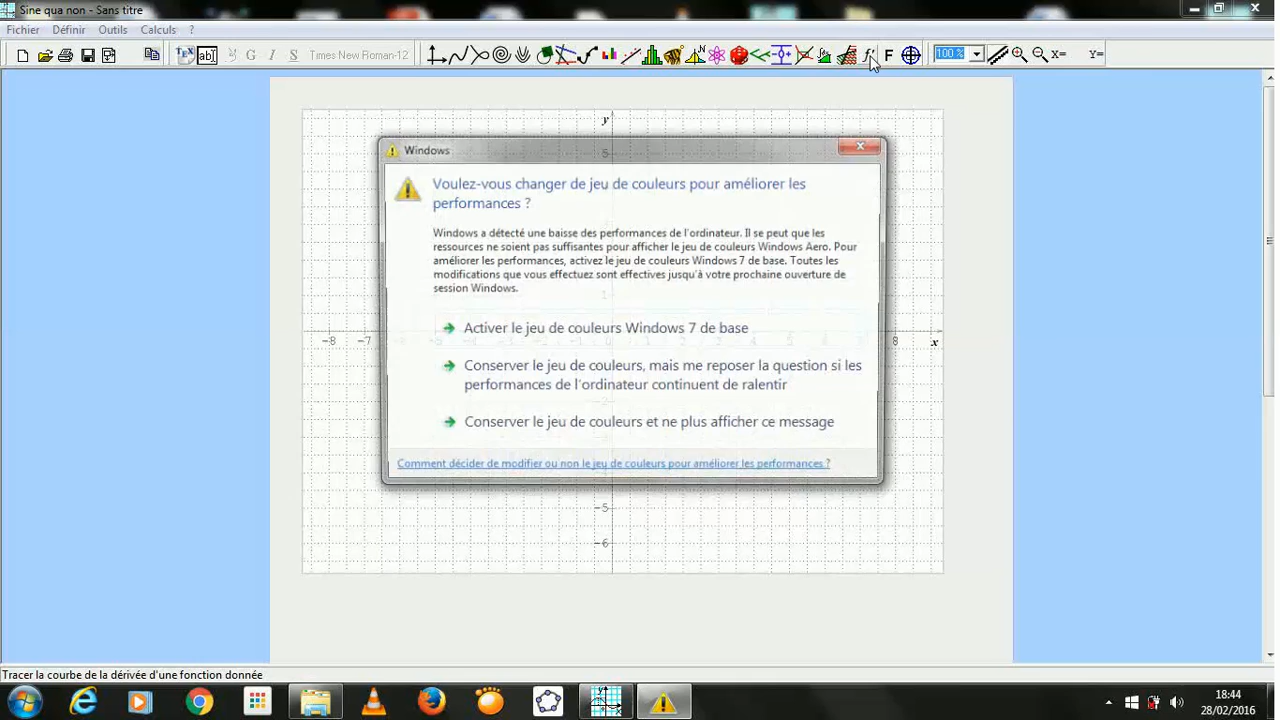 Sine qua non - Sans titre
Fichier Définir Outils Calculs ?
TEX abI G I S Times New Roman-12 f' F 100 % X= Y=
y
5
Windows
Voulez-vous changer de jeu de couleurs pour améliorer les
performances ?
Windows a détecté une baisse des performances de l'ordinateur. Il se peut que les
ressources ne soient pas suffisantes pour afficher le jeu de couleurs Windows Aero. Pour
améliorer les performances, activez le jeu de couleurs Windows 7 de base. Toutes les
modifications que vous effectuez sont effectives jusqu'à votre prochaine ouverture de
session Windows.
1
Activer le jeu de couleurs Windows 7 de base
-8 -7 8 x
Conserver le jeu de couleurs, mais me reposer la question si les
performances de l'ordinateur continuent de ralentir
Conserver le jeu de couleurs et ne plus afficher ce message
Comment décider de modifier ou non le jeu de couleurs pour améliorer les performances ?
-5
-6
Tracer la courbe de la dérivée d'une fonction donnée
18:44
28/02/2016